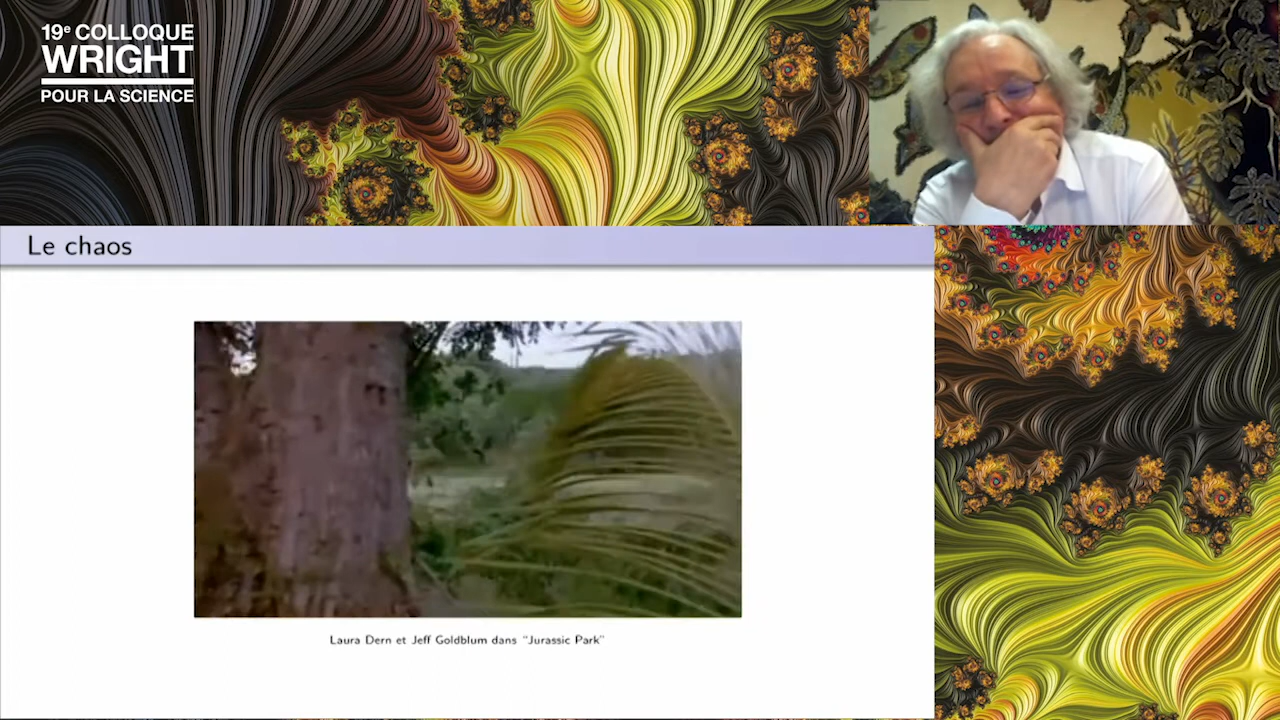 19e COLLOQUE
WRIGHT
POUR LA SCIENCE
Le chaos
Laura Dern et Jeff Goldblum dans "Jurassic Park"